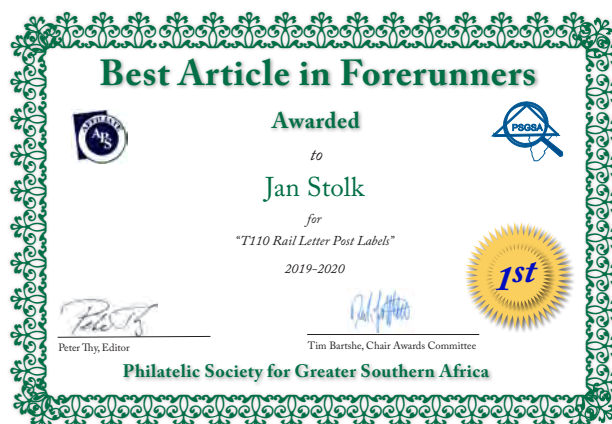 Best Article in Forerunners
AFFILIATE
APS
PSGSA
Awarded
to
Jan Stolk
for
“T110 Rail Letter Post Labels”
2019-2020
1st
Peter Thy, Editor
Tim Bartshe, Chair Awards Committee
Philatelic Society for Greater Southern Africa